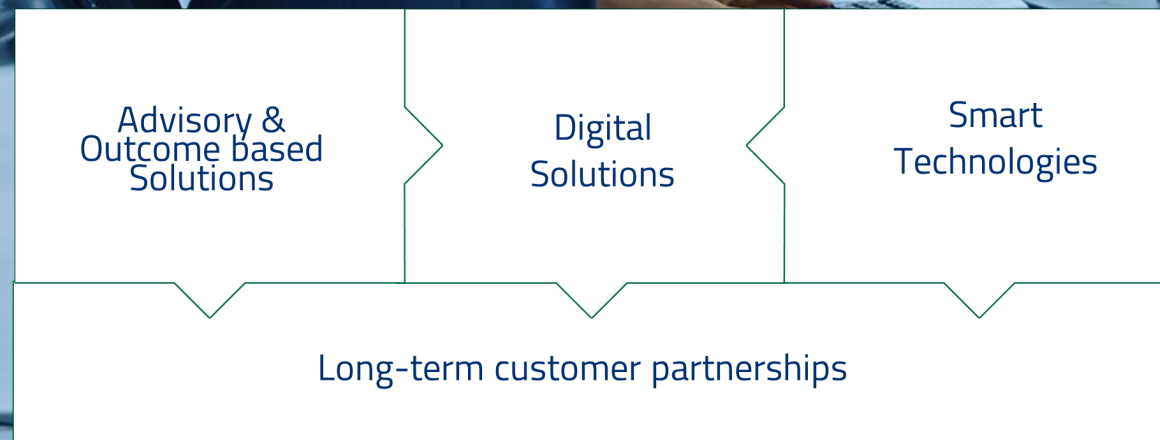 Advisory &
Outcome based
Solutions
Digital
Solutions
Smart
Technologies
Long-term customer partnerships